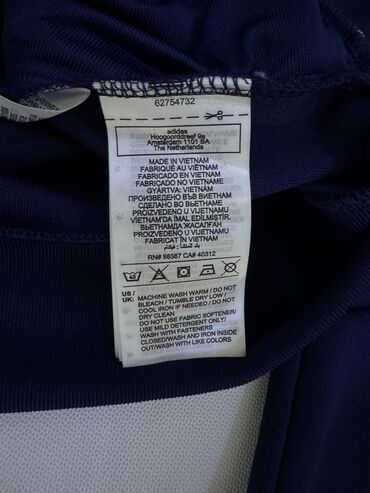 62754732
adidas
Hoogoorddreef 9a
Amsterdam 1101 BA
The Netherlands
MADE IN VIETNAM
FABRIQUÉ AU VIÊTNAM
FABRICADO EN VIETNAM
FABRICADO NO VIETNAM
GYÁRTVA: VIETNAM
ПРОИЗВЕДЕНО ВЪВ ВИЕТНАМ
СДЕЛАНО ВО ВЬЕТНАМЕ
PROIZVEDENO U VIJETNAMU
VIETNAM'DA İMAL EDİLMİŞTİR.
ВЬЕТНАМДА ЖАСАЛҒАН
PROIZVEDENO U VIJETNAMU
FABRICAT ÎN VIETNAM
RN# 88387 CA# 40312
40
US / UK: MACHINE WASH WARM / DO NOT
BLEACH / TUMBLE DRY LOW /
COOL IRON IF NEEDED / DO NOT
DRY CLEAN
DO NOT USE FABRIC SOFTENER/
USE MILD DETERGENT ONLY/
WASH WITH FASTENERS
CLOSED/WASH AND IRON INSIDE
OUT/WASH WITH LIKE COLORS